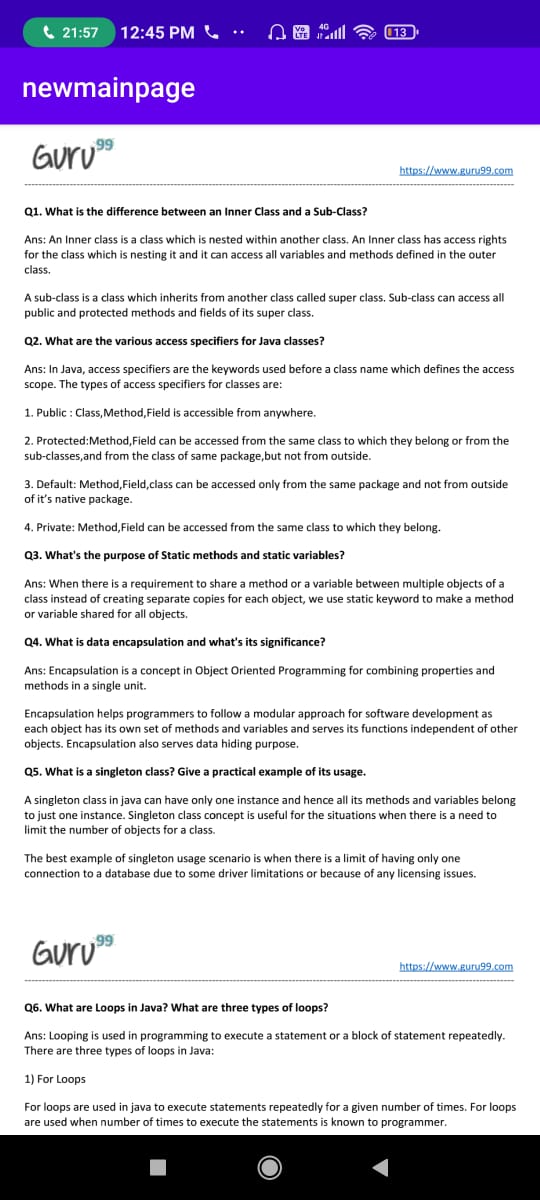 21:57 12:45 PM 4G Vo LTE 13
newmainpage
Guru99
https://www.guru99.com
Q1. What is the difference between an Inner Class and a Sub-Class?
Ans: An Inner class is a class which is nested within another class. An Inner class has access rights
for the class which is nesting it and it can access all variables and methods defined in the outer
class.
A sub-class is a class which inherits from another class called super class. Sub-class can access all
public and protected methods and fields of its super class.
Q2. What are the various access specifiers for Java classes?
Ans: In Java, access specifiers are the keywords used before a class name which defines the access
scope. The types of access specifiers for classes are:
1. Public : Class,Method,Field is accessible from anywhere.
2. Protected:Method,Field can be accessed from the same class to which they belong or from the
sub-classes,and from the class of same package,but not from outside.
3. Default: Method,Field,class can be accessed only from the same package and not from outside
of it's native package.
4. Private: Method,Field can be accessed from the same class to which they belong.
Q3. What's the purpose of Static methods and static variables?
Ans: When there is a requirement to share a method or a variable between multiple objects of a
class instead of creating separate copies for each object, we use static keyword to make a method
or variable shared for all objects.
Q4. What is data encapsulation and what's its significance?
Ans: Encapsulation is a concept in Object Oriented Programming for combining properties and
methods in a single unit.
Encapsulation helps programmers to follow a modular approach for software development as
each object has its own set of methods and variables and serves its functions independent of other
objects. Encapsulation also serves data hiding purpose.
Q5. What is a singleton class? Give a practical example of its usage.
A singleton class in java can have only one instance and hence all its methods and variables belong
to just one instance. Singleton class concept is useful for the situations when there is a need to
limit the number of objects for a class.
The best example of singleton usage scenario is when there is a limit of having only one
connection to a database due to some driver limitations or because of any licensing issues.
Guru99
https://www.guru99.com
Q6. What are Loops in Java? What are three types of loops?
Ans: Looping is used in programming to execute a statement or a block of statement repeatedly.
There are three types of loops in Java:
1) For Loops
For loops are used in java to execute statements repeatedly for a given number of times. For loops
are used when number of times to execute the statements is known to programmer.